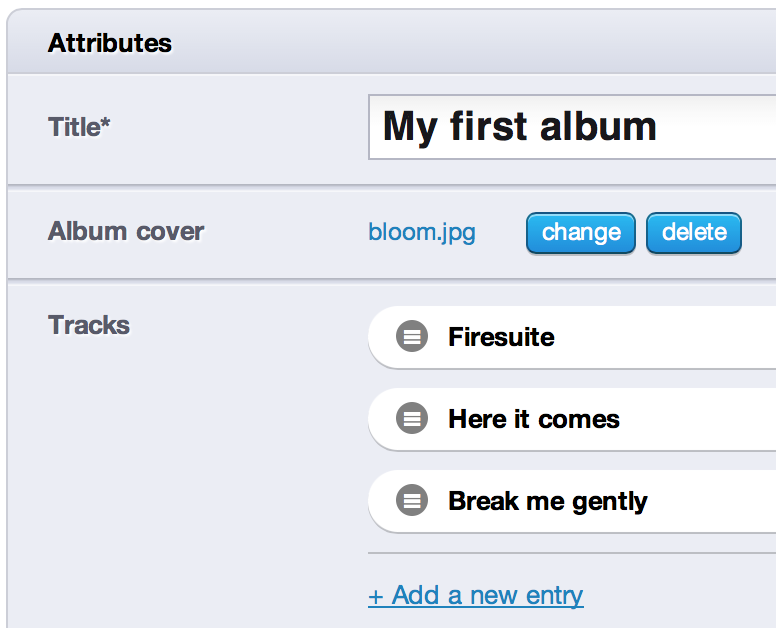 Attributes
Title* My first album
Album cover bloom.jpg change delete
Tracks Firesuite
Here it comes
Break me gently
+ Add a new entry